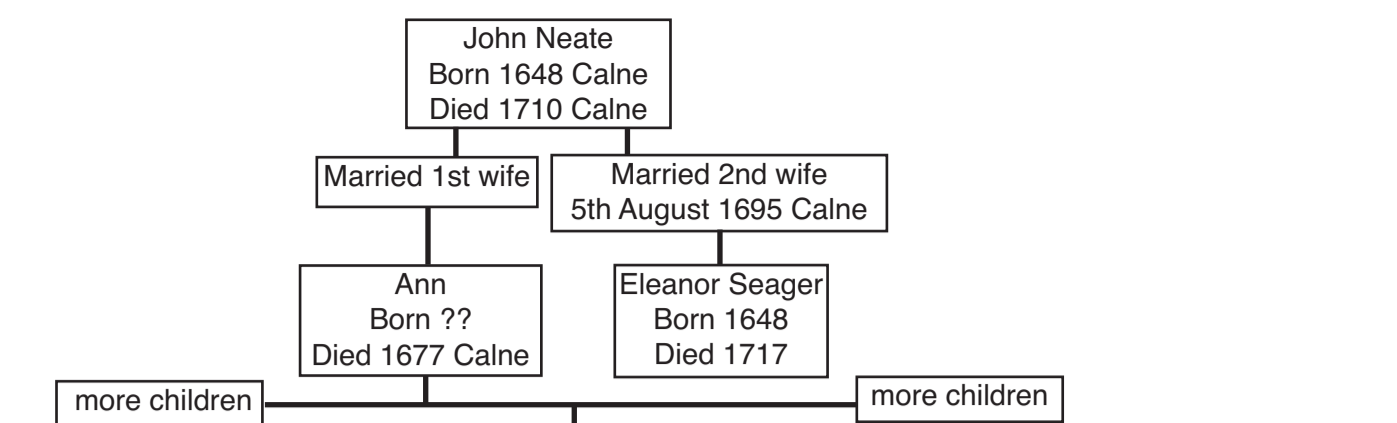 John Neate
Born 1648 Calne
Died 1710 Calne
Married 1st wife
Married 2nd wife
5th August 1695 Calne
Ann
Born ??
Died 1677 Calne
Eleanor Seager
Born 1648
Died 1717
more children
more children